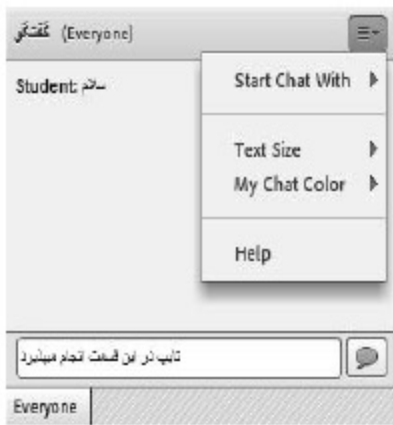 گفتگو (Everyone)
Student: سلام
Start Chat With
Text Size
My Chat Color
Help
تایپ در این قسمت انجام میپذیرد
Everyone